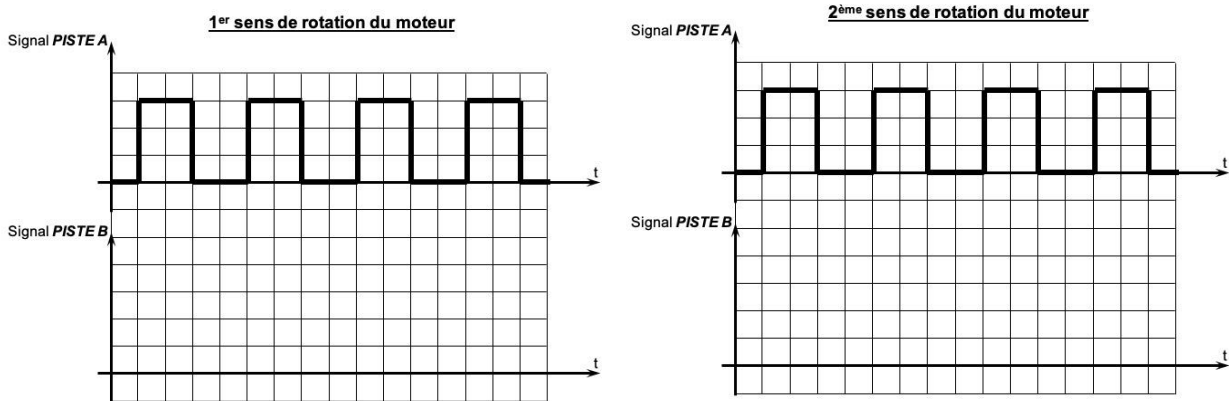 1er sens de rotation du moteur
Signal PISTE A
t
Signal PISTE B
t
2ème sens de rotation du moteur
Signal PISTE A
t
Signal PISTE B
t